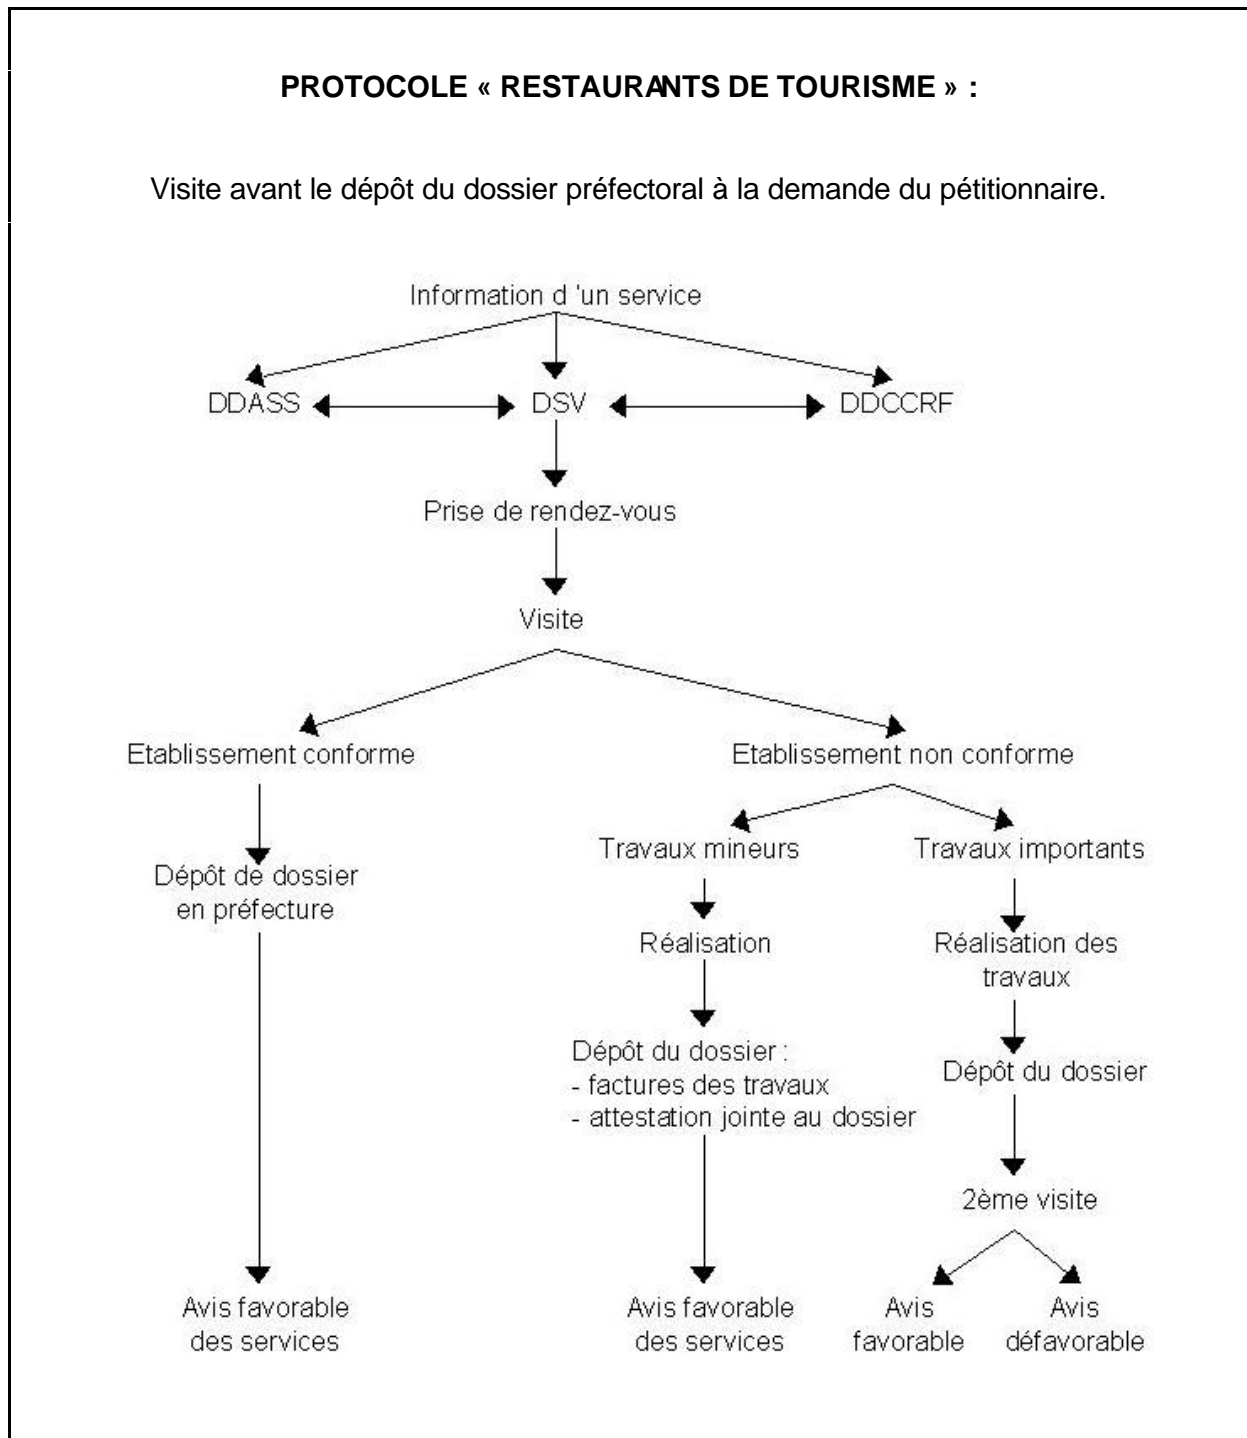 PROTOCOLE « RESTAURANTS DE TOURISME » :
Visite avant le dépôt du dossier préfectoral à la demande du pétitionnaire.
Information d 'un service
DDASS DSV DDCCRF
Prise de rendez-vous
Visite
Etablissement conforme Etablissement non conforme
Travaux mineurs Travaux importants
Dépôt de dossier
en préfecture
Réalisation
Réalisation des
travaux
Dépôt du dossier :
- factures des travaux
- attestation jointe au dossier
Dépôt du dossier
2ème visite
Avis favorable
des services
Avis favorable
des services
Avis
favorable
Avis
défavorable